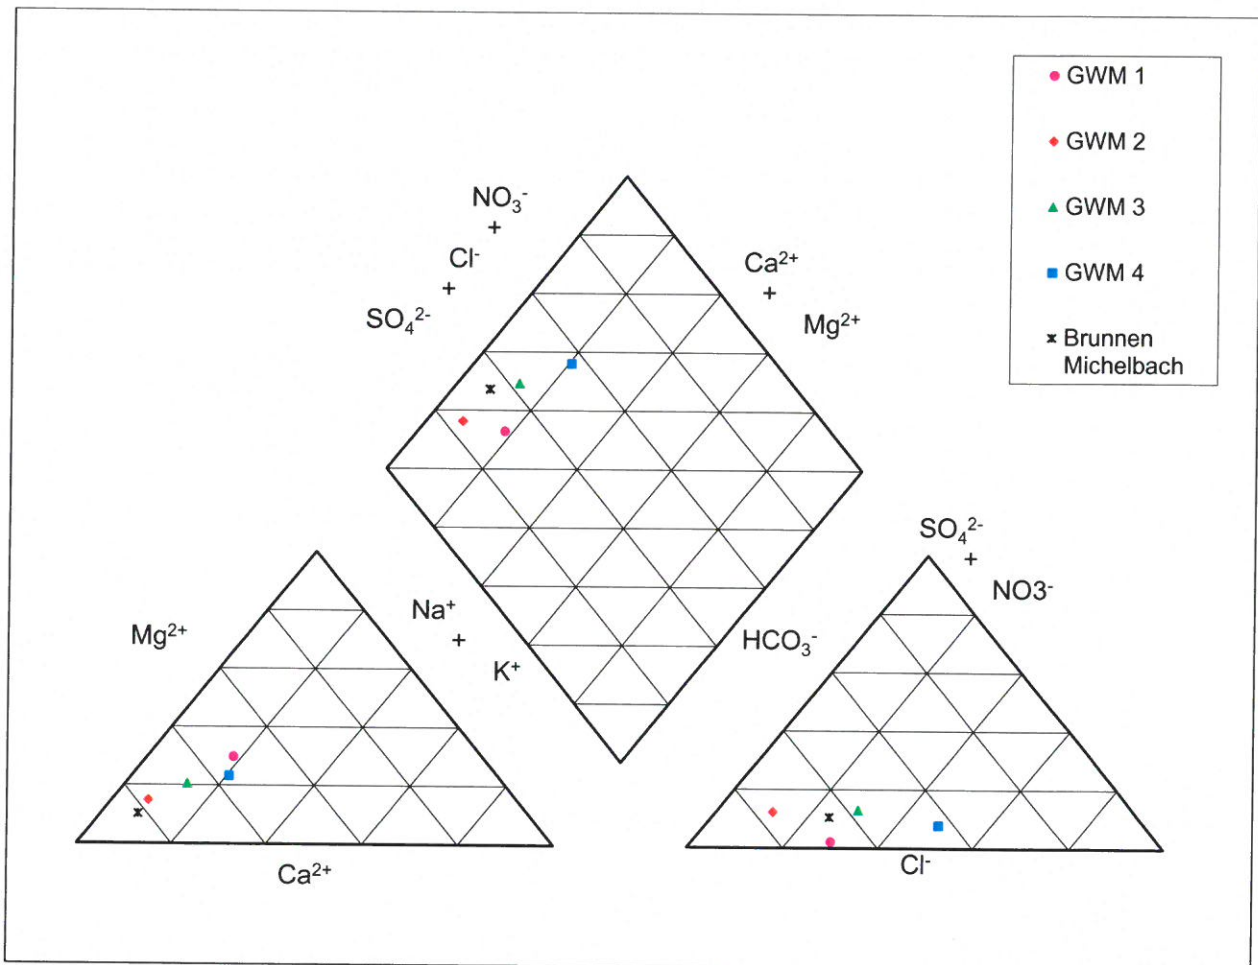 GWM 1
GWM 2
GWM 3
GWM 4
Brunnen
Michelbach
NO₃⁻
+
Cl⁻
+
SO₄²⁻
Ca²⁺
+
Mg²⁺
Mg²⁺
Na⁺
+
K⁺
Ca²⁺
HCO₃⁻
SO₄²⁻
+
NO3⁻
Cl⁻